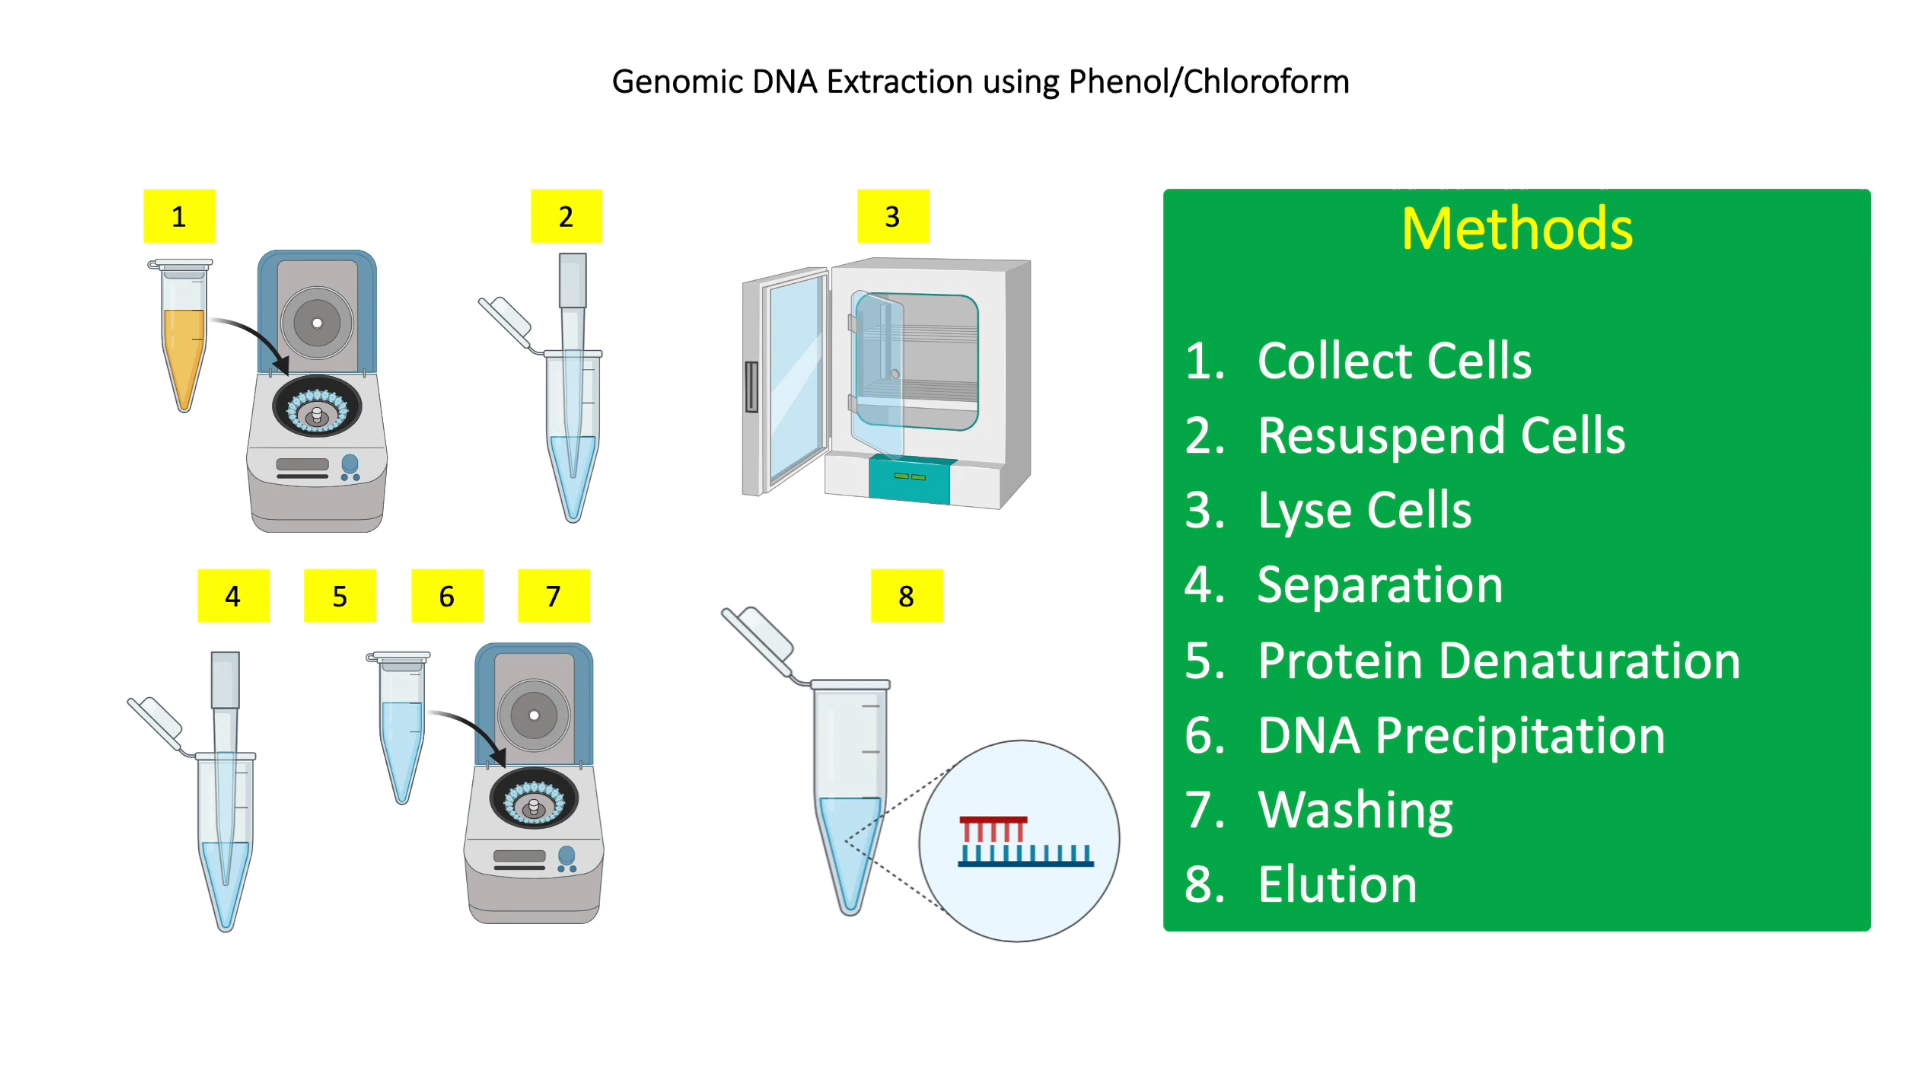 Genomic DNA Extraction using Phenol/Chloroform
1
2
3
4
5
6
7
8
Methods
1. Collect Cells
2. Resuspend Cells
3. Lyse Cells
4. Separation
5. Protein Denaturation
6. DNA Precipitation
7. Washing
8. Elution